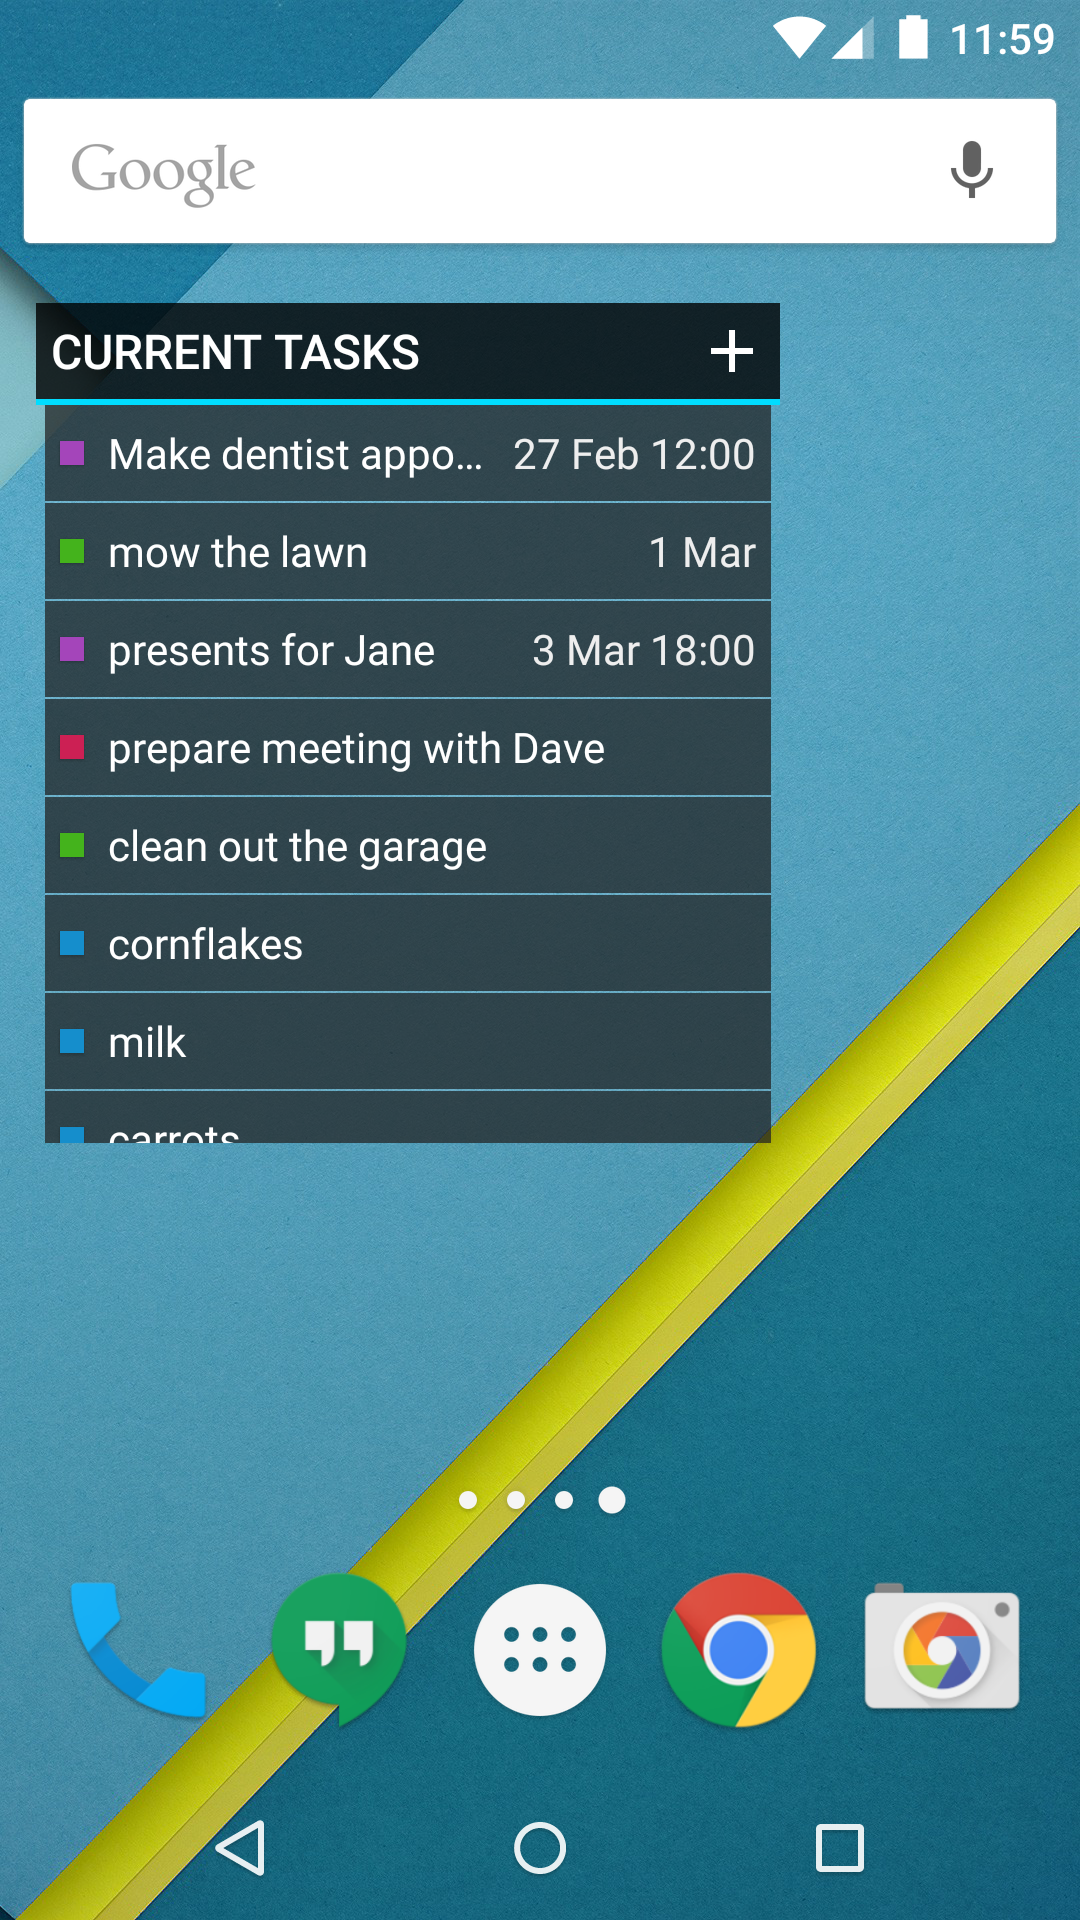 11:59
Google
CURRENT TASKS
Make dentist appo... 27 Feb 12:00
mow the lawn 1 Mar
presents for Jane 3 Mar 18:00
prepare meeting with Dave
clean out the garage
cornflakes
milk
carrots